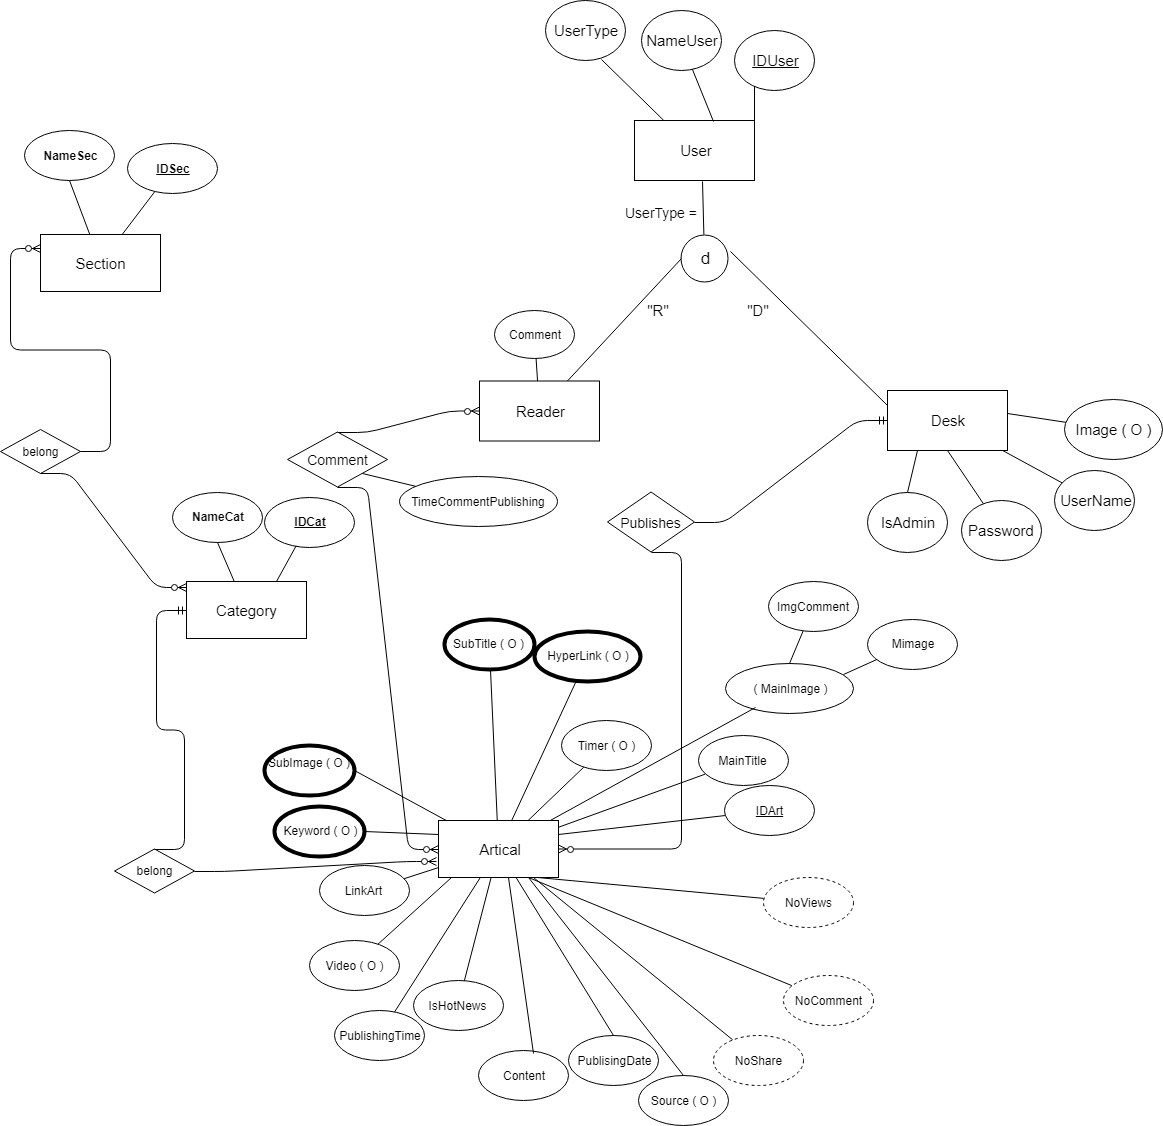 UserType
NameUser
IDUser
User
UserType =
d
"R"
"D"
NameSec
IDSec
Section
belong
NameCat
IDCat
Category
Comment
Reader
Comment
TimeCommentPublishing
Desk
Image ( O )
UserName
IsAdmin
Password
Publishes
ImgComment
Mimage
( MainImage )
SubTitle ( O )
HyperLink ( O )
Timer ( O )
MainTitle
IDArt
SubImage ( O )
Keyword ( O )
Artical
belong
LinkArt
NoViews
Video ( O )
IsHotNews
NoComment
PublishingTime
Content
PublisingDate
NoShare
Source ( O )